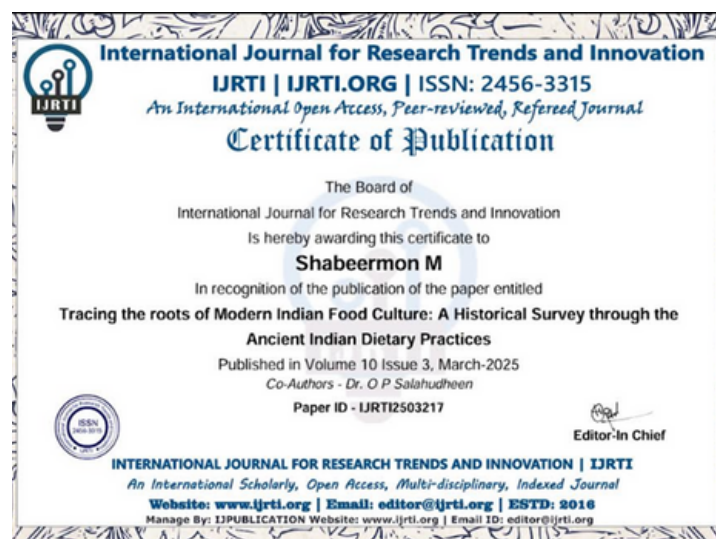 International Journal for Research Trends and Innovation
IJRTI | IJRTI.ORG | ISSN: 2456-3315
An International Open Access, Peer-reviewed, Refereed Journal
Certificate of Publication
The Board of
International Journal for Research Trends and Innovation
Is hereby awarding this certificate to
Shabeermon M
In recognition of the publication of the paper entitled
Tracing the roots of Modern Indian Food Culture: A Historical Survey through the
Ancient Indian Dietary Practices
Published in Volume 10 Issue 3, March-2025
Co-Authors - Dr. O P Salahudheen
Paper ID - IJRTI2503217
Editor-In Chief
INTERNATIONAL JOURNAL FOR RESEARCH TRENDS AND INNOVATION | IJRTI
An International Scholarly, Open Access, Multi-disciplinary, Indexed Journal
Website: www.ijrti.org | Email: editor@ijrti.org | ESTD: 2016
Manage By: IJPUBLICATION Website: www.ijrti.org | Email ID: editor@ijrti.org
IJRTI
ISSN
2456-3315